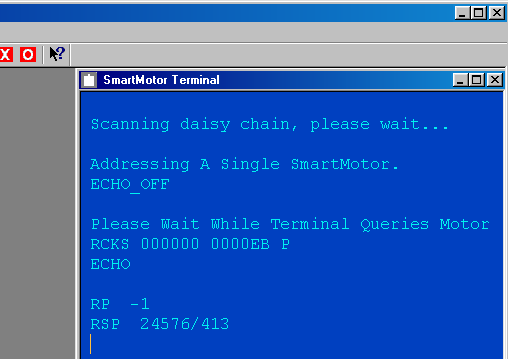 X O ?
SmartMotor Terminal
Scanning daisy chain, please wait...
Addressing A Single SmartMotor.
ECHO_OFF
Please Wait While Terminal Queries Motor
RCKS 000000 0000EB P
ECHO
RP -1
RSP 24576/413